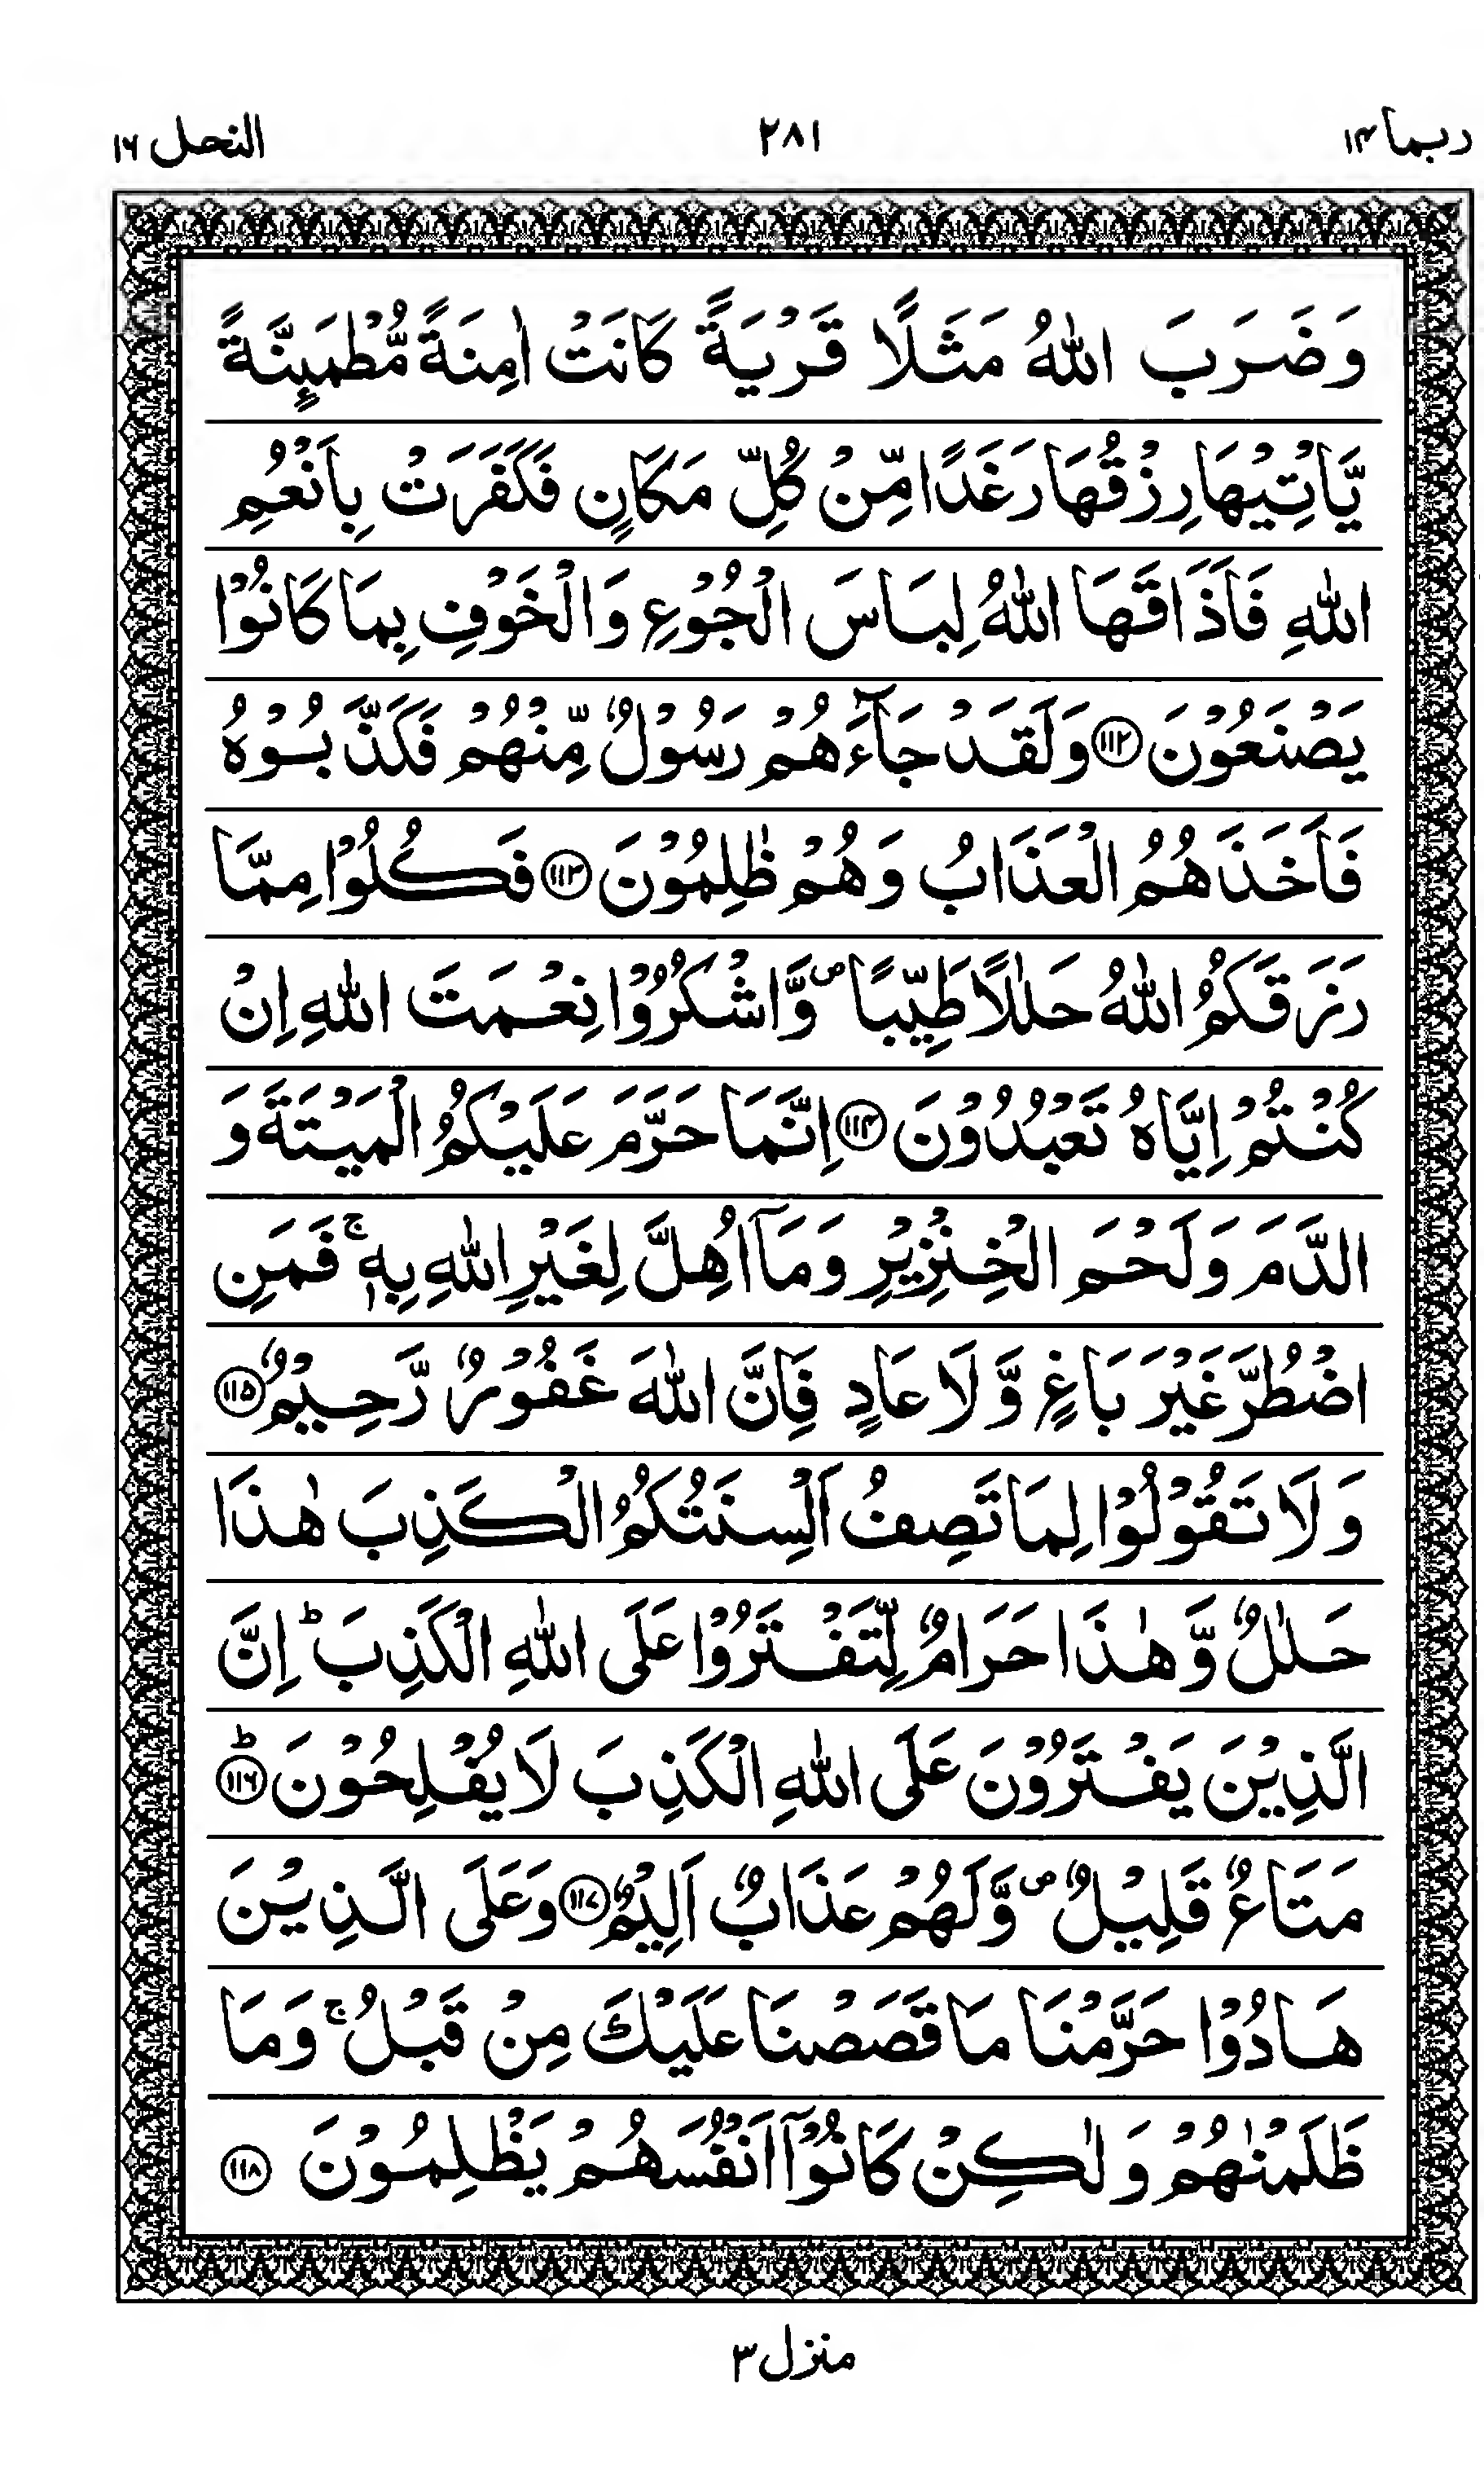 ربما ١٤
٢٨١
النحل ١٦
وَضَرَبَ اللّٰهُ مَثَلًا قَرْيَةً كَانَتْ اٰمِنَةً مُّطْمَئِنَّةً
يَّاْتِيْهَا رِزْقُهَا رَغَدًا مِّنْ كُلِّ مَكَانٍ فَكَفَرَتْ بِاَنْعُمِ
اللّٰهِ فَاَذَاقَهَا اللّٰهُ لِبَاسَ الْجُوْعِ وَالْخَوْفِ بِمَا كَانُوْا
يَصْنَعُوْنَ ﴿١١٢﴾ وَلَقَدْ جَآءَهُمْ رَسُوْلٌ مِّنْهُمْ فَكَذَّبُوْهُ
فَاَخَذَهُمُ الْعَذَابُ وَهُمْ ظٰلِمُوْنَ ﴿١١٣﴾ فَكُلُوْا مِمَّا
رَزَقَكُمُ اللّٰهُ حَلٰلًا طَيِّبًا ۖ وَّاشْكُرُوْا نِعْمَتَ اللّٰهِ اِنْ
كُنْتُمْ اِيَّاهُ تَعْبُدُوْنَ ﴿١١٤﴾ اِنَّمَا حَرَّمَ عَلَيْكُمُ الْمَيْتَةَ وَ
الدَّمَ وَلَحْمَ الْخِنْزِيْرِ وَمَآ اُهِلَّ لِغَيْرِ اللّٰهِ بِهٖ ۚ فَمَنِ
اضْطُرَّ غَيْرَ بَاغٍ وَّلَا عَادٍ فَاِنَّ اللّٰهَ غَفُوْرٌ رَّحِيْمٌ ﴿١١٥﴾
وَلَا تَقُوْلُوْا لِمَا تَصِفُ اَلْسِنَتُكُمُ الْكَذِبَ هٰذَا
حَلٰلٌ وَّهٰذَا حَرَامٌ لِّتَفْتَرُوْا عَلَى اللّٰهِ الْكَذِبَ ؕ اِنَّ
الَّذِيْنَ يَفْتَرُوْنَ عَلَى اللّٰهِ الْكَذِبَ لَا يُفْلِحُوْنَ ؕ﴿١١٦﴾
مَتَاعٌ قَلِيْلٌ ۖ وَّلَهُمْ عَذَابٌ اَلِيْمٌ ﴿١١٧﴾ وَعَلَى الَّذِيْنَ
هَادُوْا حَرَّمْنَا مَا قَصَصْنَا عَلَيْكَ مِنْ قَبْلُ ۚ وَمَا
ظَلَمْنٰهُمْ وَلٰكِنْ كَانُوْٓا اَنْفُسَهُمْ يَظْلِمُوْنَ ﴿١١٨﴾
منزل ٣